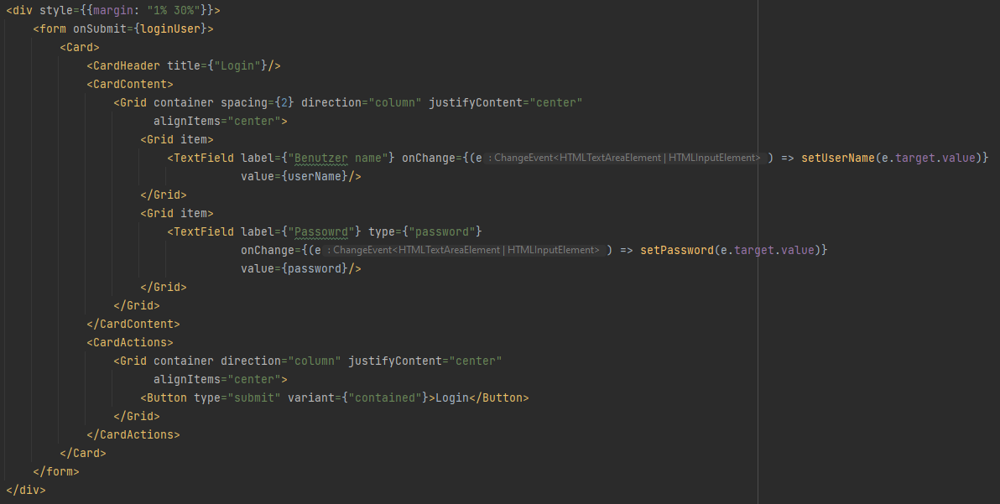 <div style={{margin: "1% 30%"}}>
<form onSubmit={loginUser}>
<Card>
<CardHeader title={"Login"}/>
<CardContent>
<Grid container spacing={2} direction="column" justifyContent="center"
alignItems="center">
<Grid item>
<TextField label={"Benutzer name"} onChange={(e : ChangeEvent<HTMLTextAreaElement | HTMLInputElement> ) => setUserName(e.target.value)}
value={userName}/>
</Grid>
<Grid item>
<TextField label={"Passowrd"} type={"password"}
onChange={(e : ChangeEvent<HTMLTextAreaElement | HTMLInputElement> ) => setPassword(e.target.value)}
value={password}/>
</Grid>
</Grid>
</CardContent>
<CardActions>
<Grid container direction="column" justifyContent="center"
alignItems="center">
<Button type="submit" variant={"contained"}>Login</Button>
</Grid>
</CardActions>
</Card>
</form>
</div>